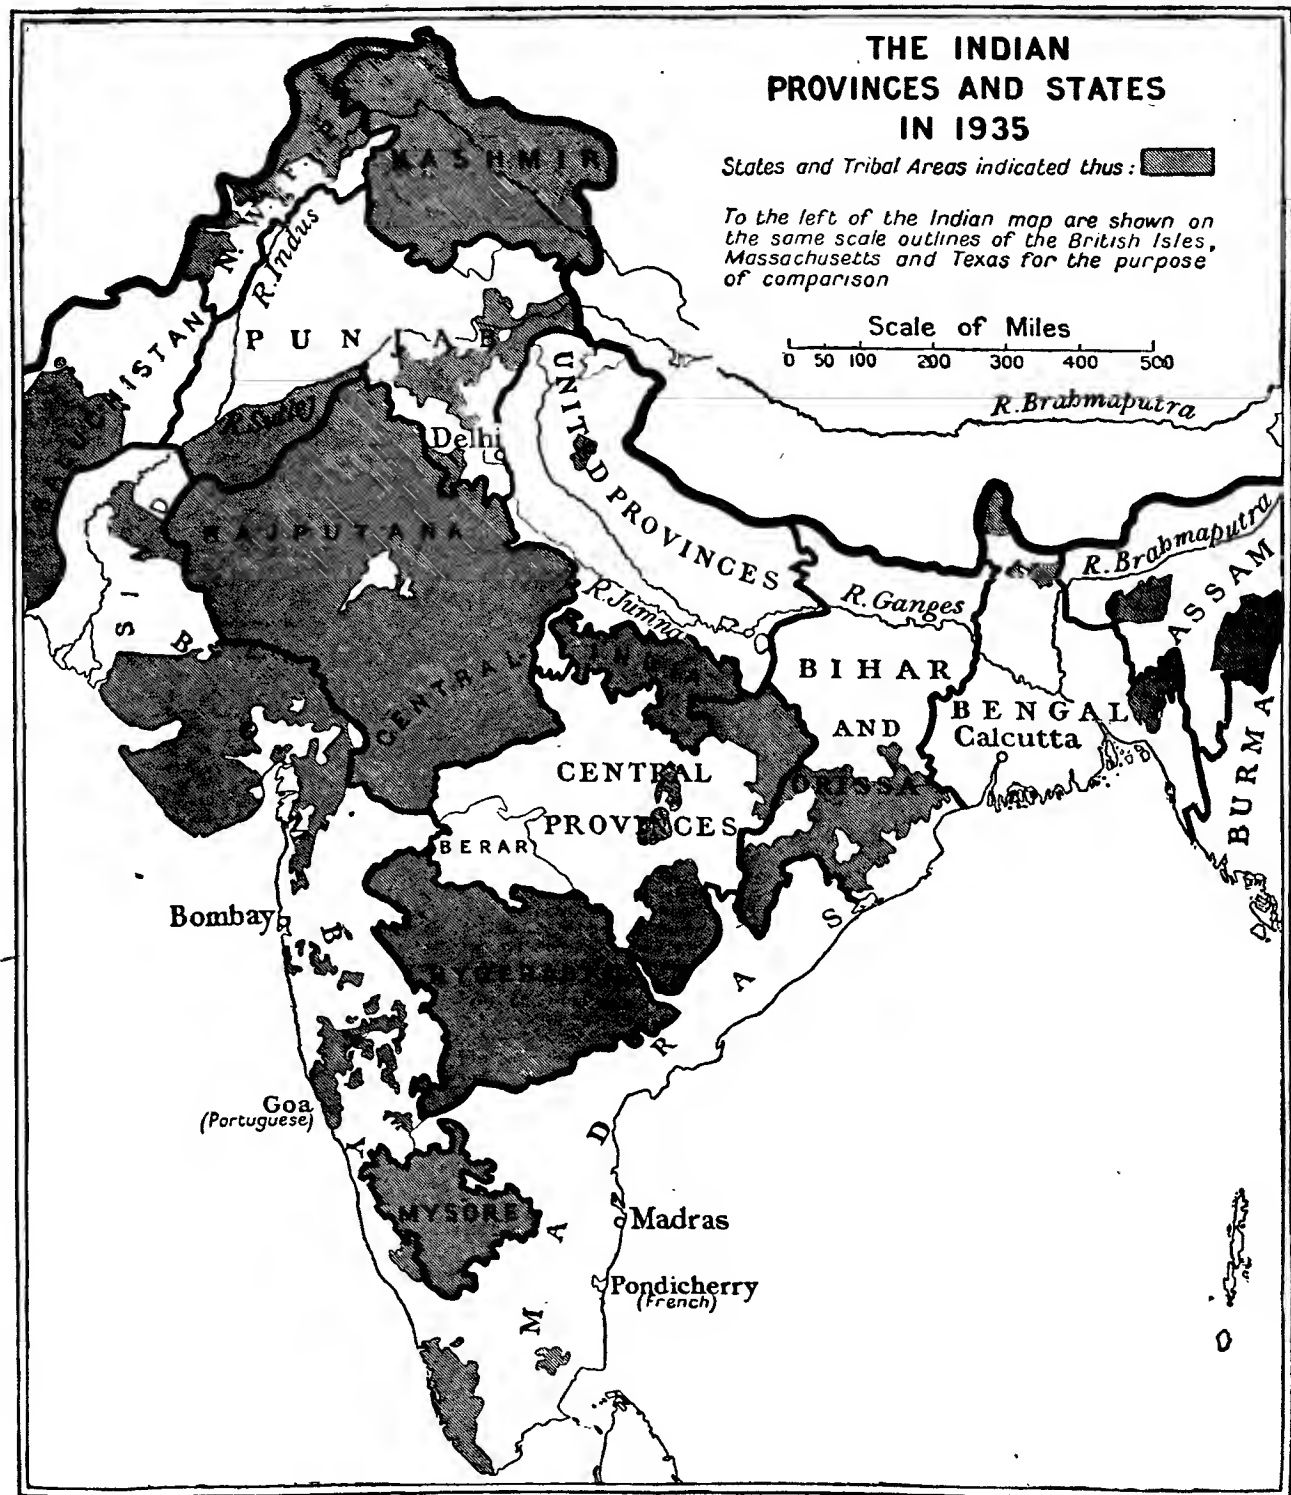 THE INDIAN
PROVINCES AND STATES
IN 1935
States and Tribal Areas indicated thus:
To the left of the Indian map are shown on
the same scale outlines of the British Isles,
Massachusetts and Texas for the purpose
of comparison
Scale of Miles
0 50 100 200 300 400 500
KASHMIR
N.W.F.P.
R. Indus
PUNJAB
BALUCHISTAN
R. Sutlej
Delhi
UNITED PROVINCES
R. Brahmaputra
RAJPUTANA
SIND
R. Jumna
R. Ganges
R. Brahmaputra
ASSAM
CENTRAL
INDIA
BIHAR
AND
ORISSA
BENGAL
Calcutta
BURMA
CENTRAL
PROVINCES
BERAR
Bombay
HYDERABAD
Goa
(Portuguese)
MYSORE
MADRAS
Madras
Pondicherry
(French)